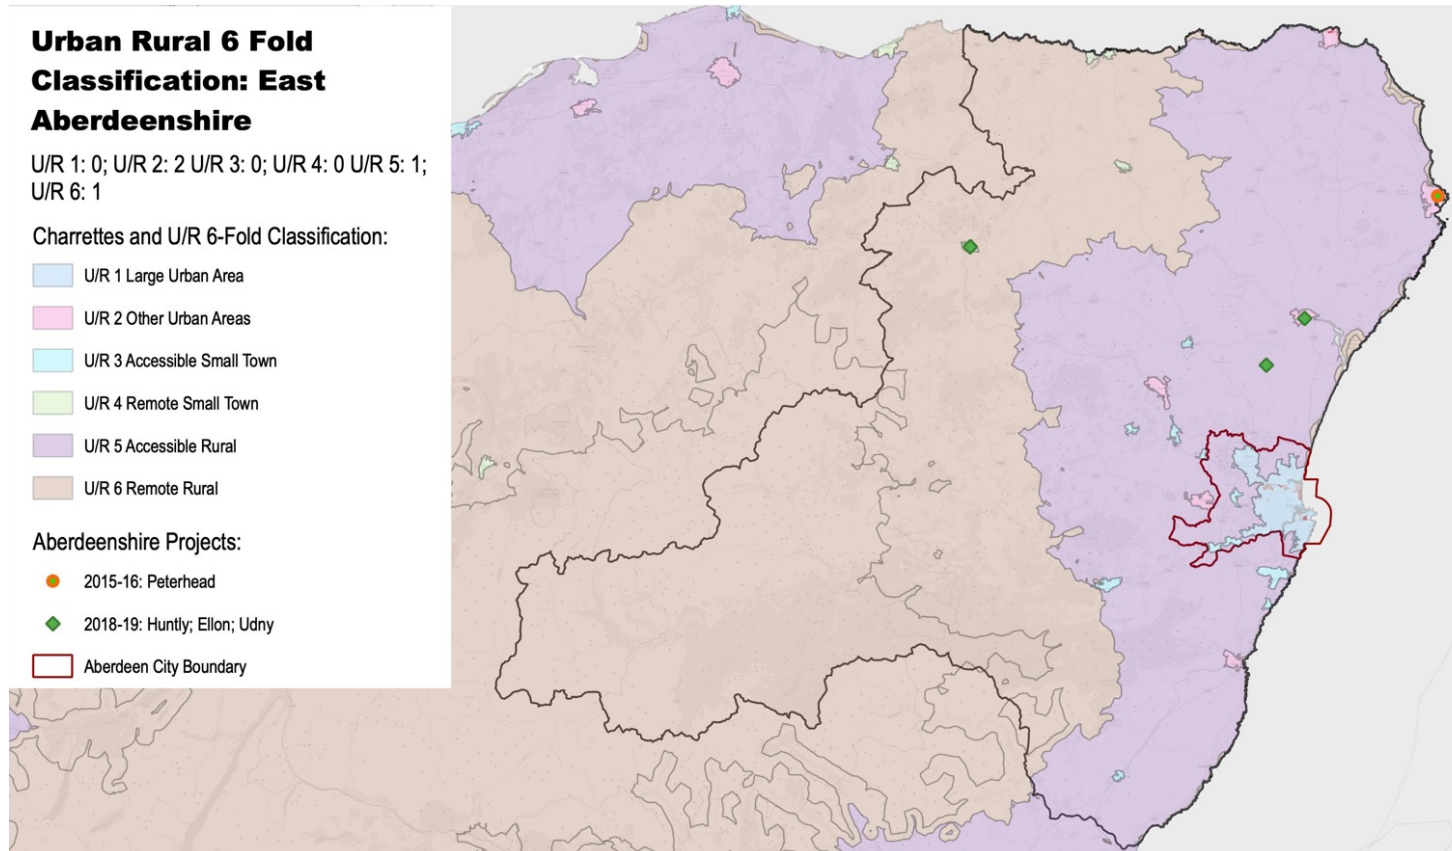 Urban Rural 6 Fold
Classification: East
Aberdeenshire
U/R 1: 0; U/R 2: 2 U/R 3: 0; U/R 4: 0 U/R 5: 1;
U/R 6: 1
Charrettes and U/R 6-Fold Classification:
U/R 1 Large Urban Area
U/R 2 Other Urban Areas
U/R 3 Accessible Small Town
U/R 4 Remote Small Town
U/R 5 Accessible Rural
U/R 6 Remote Rural
Aberdeenshire Projects:
2015-16: Peterhead
2018-19: Huntly; Ellon; Udny
Aberdeen City Boundary